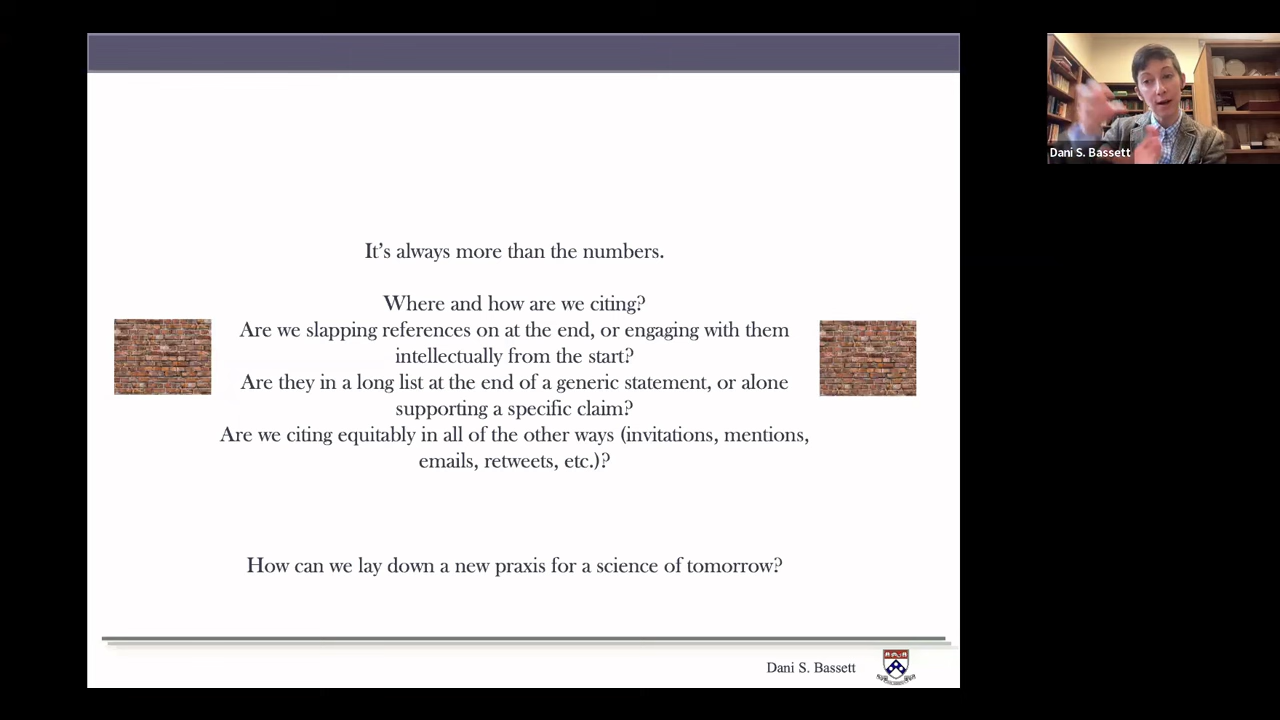 Dani S. Bassett
It's always more than the numbers.
Where and how are we citing?
Are we slapping references on at the end, or engaging with them
intellectually from the start?
Are they in a long list at the end of a generic statement, or alone
supporting a specific claim?
Are we citing equitably in all of the other ways (invitations, mentions,
emails, retweets, etc.)?
How can we lay down a new praxis for a science of tomorrow?
Dani S. Bassett